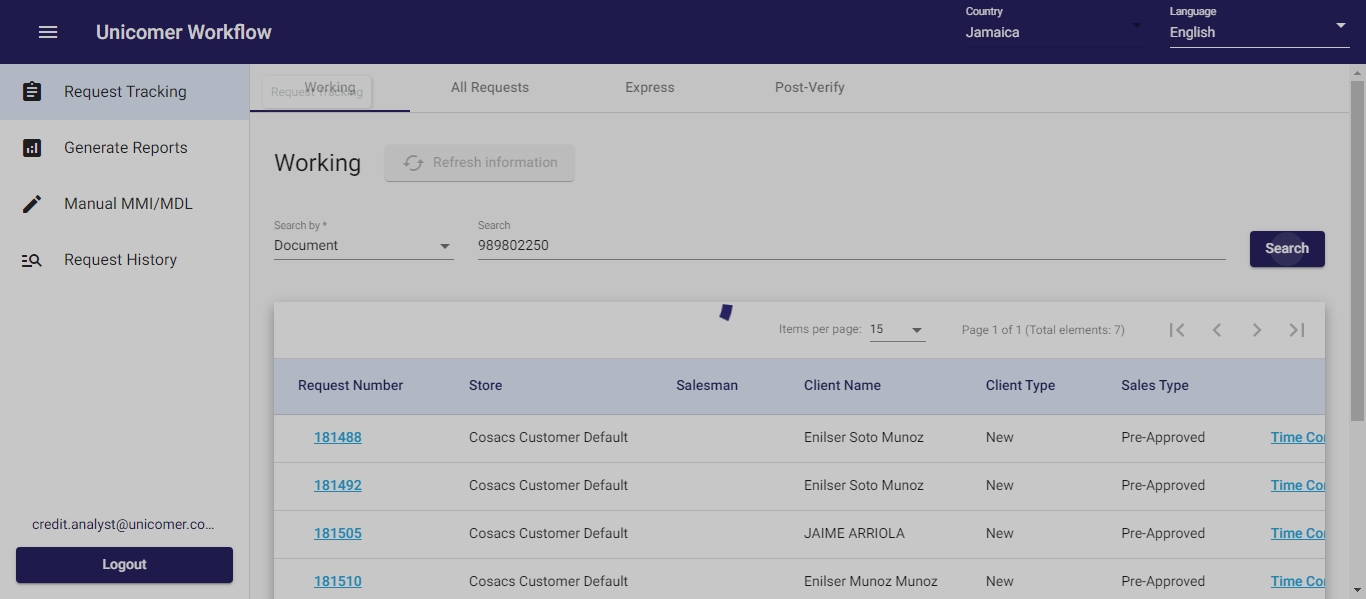 Unicomer Workflow
Country
Jamaica
Language
English
Request Tracking
Generate Reports
Manual MMI/MDL
Request History
credit.analyst@unicomer.co...
Logout
Working
Request Tracking
All Requests
Express
Post-Verify
Working
Refresh information
Search by *
Document
Search
989802250
Search
Items per page: 15
Page 1 of 1 (Total elements: 7)
Request Number Store Salesman Client Name Client Type Sales Type
181488 Cosacs Customer Default Enilser Soto Munoz New Pre-Approved Time Co
181492 Cosacs Customer Default Enilser Soto Munoz New Pre-Approved Time Co
181505 Cosacs Customer Default JAIME ARRIOLA New Pre-Approved Time Co
181510 Cosacs Customer Default Enilser Munoz Munoz New Pre-Approved Time Co